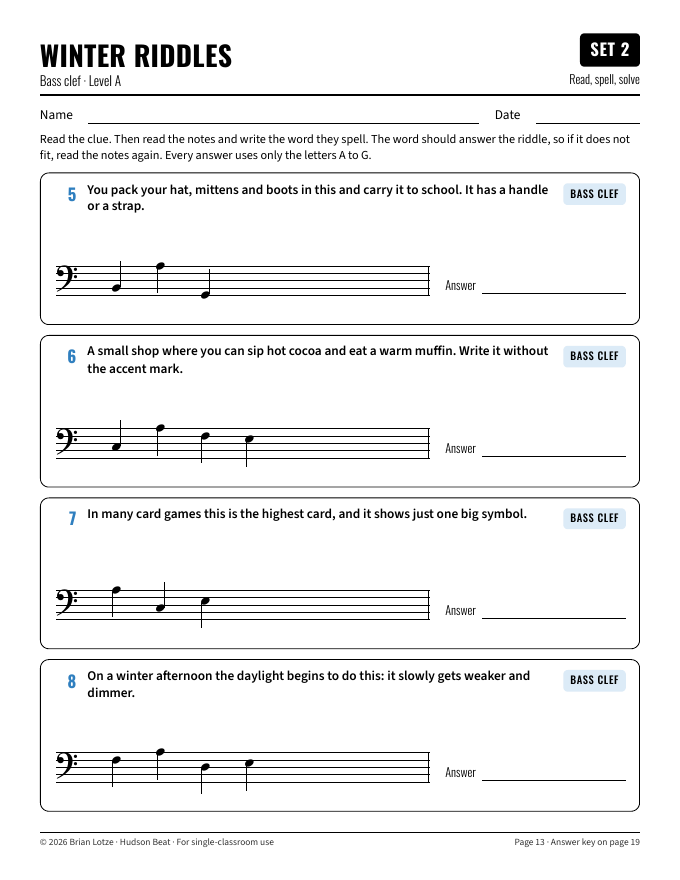 WINTER RIDDLES
SET 2
Bass clef · Level A
Read, spell, solve
Name
Date
Read the clue. Then read the notes and write the word they spell. The word should answer the riddle, so if it does not
fit, read the notes again. Every answer uses only the letters A to G.
5
You pack your hat, mittens and boots in this and carry it to school. It has a handle
or a strap.
BASS CLEF
Answer
6
A small shop where you can sip hot cocoa and eat a warm muffin. Write it without
the accent mark.
BASS CLEF
Answer
7
In many card games this is the highest card, and it shows just one big symbol.
BASS CLEF
Answer
8
On a winter afternoon the daylight begins to do this: it slowly gets weaker and
dimmer.
BASS CLEF
Answer
© 2026 Brian Lotze · Hudson Beat · For single-classroom use
Page 13 · Answer key on page 19